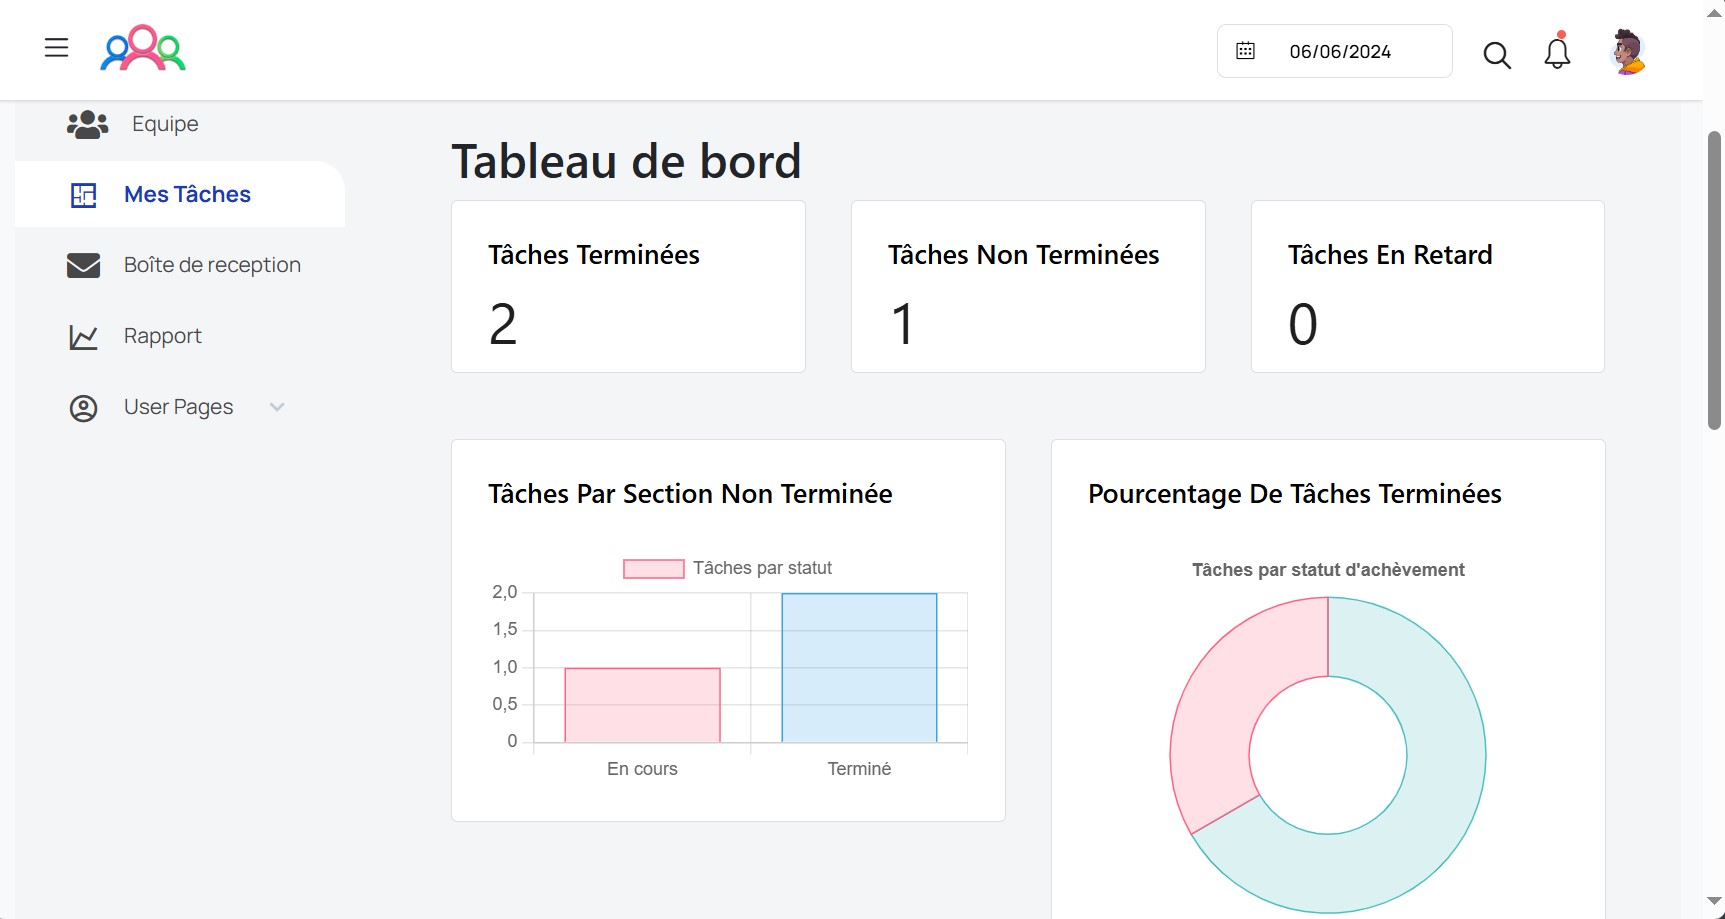 06/06/2024
Equipe
Mes Tâches
Boîte de reception
Rapport
User Pages
Tableau de bord
Tâches Terminées
2
Tâches Non Terminées
1
Tâches En Retard
0
Tâches Par Section Non Terminée
Tâches par statut
2,0
1,5
1,0
0,5
0
En cours
Terminé
Pourcentage De Tâches Terminées
Tâches par statut d'achèvement